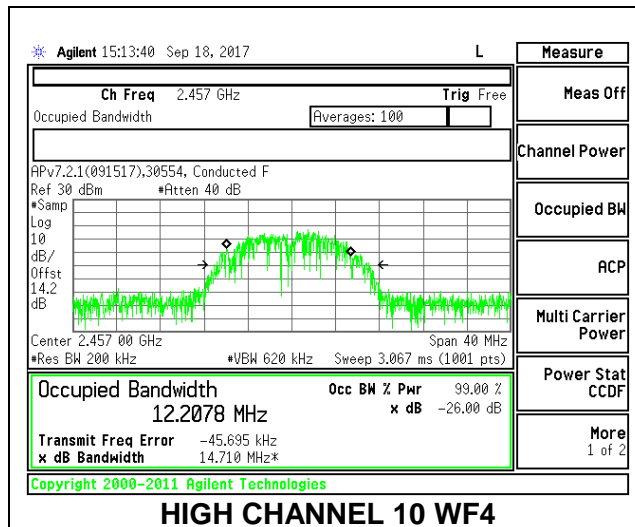 Agilent 15:13:40 Sep 18, 2017 L
Measure
Ch Freq 2.457 GHz Trig Free
Meas Off
Occupied Bandwidth Averages: 100
Channel Power
APv7.2.1(091517),30554, Conducted F
Ref 30 dBm #Atten 40 dB
#Samp
Log
10
dB/
Offst
14.2
dB
Occupied BW
ACP
Multi Carrier
Power
Center 2.457 00 GHz Span 40 MHz
#Res BW 200 kHz #VBW 620 kHz Sweep 3.067 ms (1001 pts)
Power Stat
CCDF
Occupied Bandwidth Occ BW % Pwr 99.00 %
12.2078 MHz x dB -26.00 dB
Transmit Freq Error -45.695 kHz
x dB Bandwidth 14.710 MHz*
More
1 of 2
Copyright 2000-2011 Agilent Technologies
HIGH CHANNEL 10 WF4